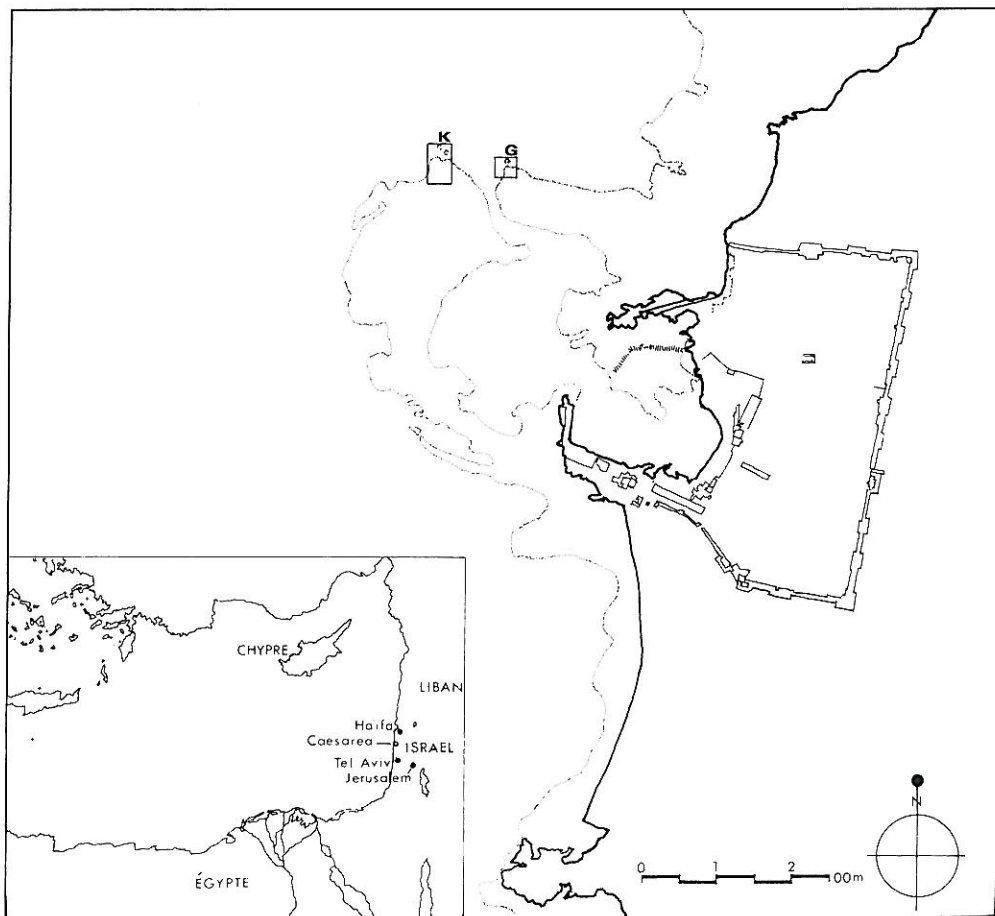 K
G
CHYPRE
LIBAN
Haifa
Caesarea
ISRAEL
Tel Aviv
Jerusalem
ÉGYPTE
N
0 1 2
00m